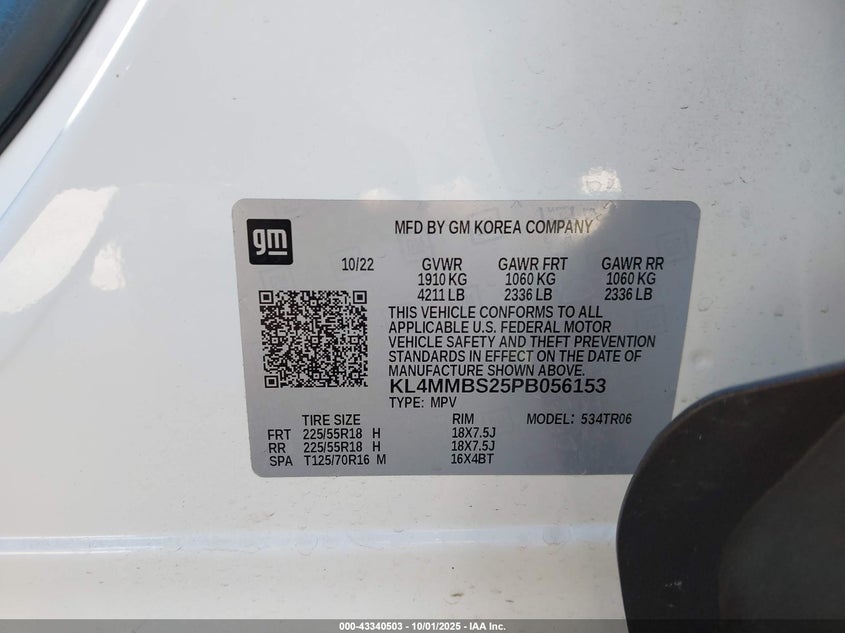 gm
MFD BY GM KOREA COMPANY
10/22 GVWR GAWR FRT GAWR RR
1910 KG 1060 KG 1060 KG
4211 LB 2336 LB 2336 LB
THIS VEHICLE CONFORMS TO ALL
APPLICABLE U.S. FEDERAL MOTOR
VEHICLE SAFETY AND THEFT PREVENTION
STANDARDS IN EFFECT ON THE DATE OF
MANUFACTURE SHOWN ABOVE.
KL4MMBS25PB056153
TYPE: MPV
TIRE SIZE RIM MODEL: 534TR06
FRT 225/55R18 H 18X7.5J
RR 225/55R18 H 18X7.5J
SPA T125/70R16 M 16X4BT
000-43340503 - 10/01/2025 - IAA Inc.